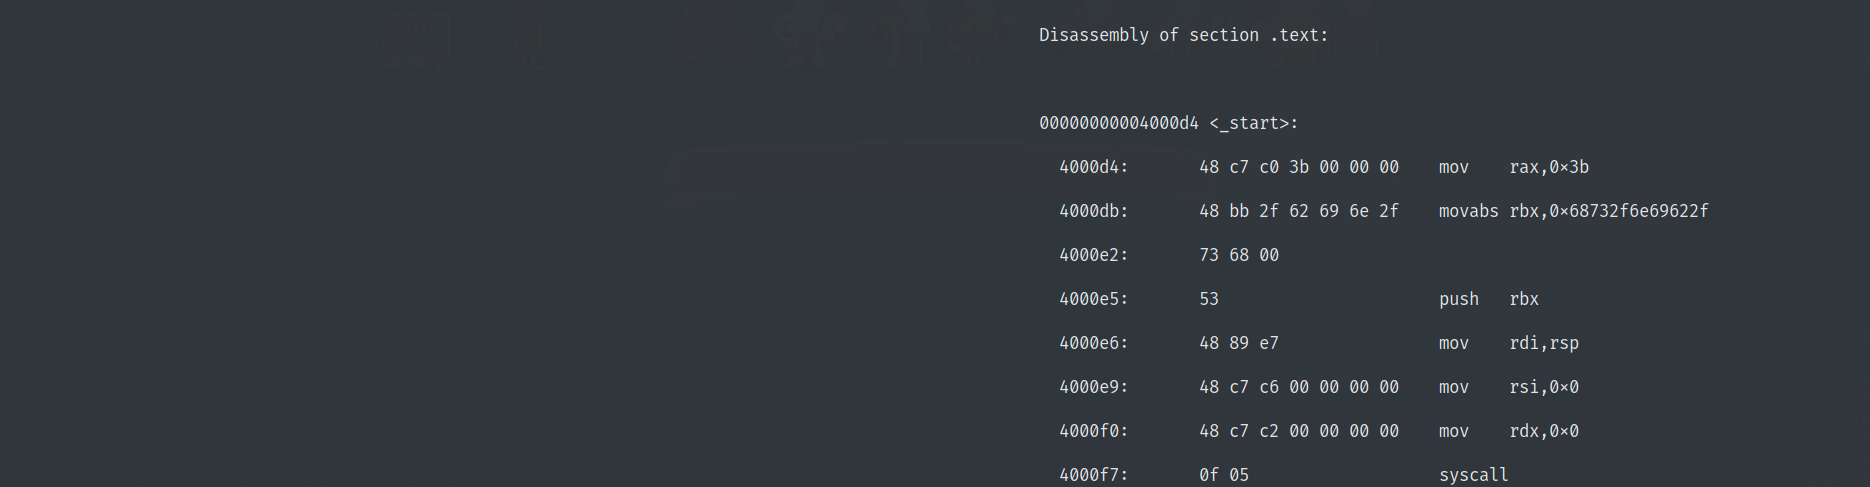 Disassembly of section .text:
00000000004000d4 <_start>:
4000d4: 48 c7 c0 3b 00 00 00 mov rax,0×3b
4000db: 48 bb 2f 62 69 6e 2f movabs rbx,0×68732f6e69622f
4000e2: 73 68 00
4000e5: 53 push rbx
4000e6: 48 89 e7 mov rdi,rsp
4000e9: 48 c7 c6 00 00 00 00 mov rsi,0×0
4000f0: 48 c7 c2 00 00 00 00 mov rdx,0×0
4000f7: 0f 05 syscall